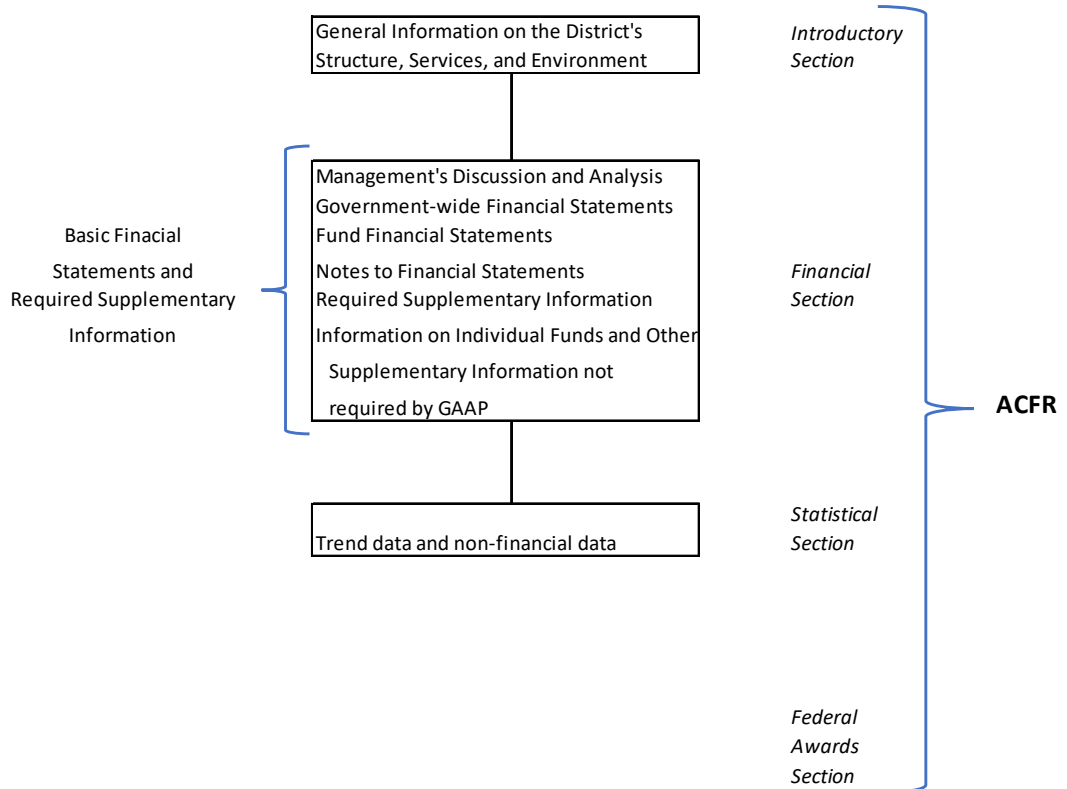 General Information on the District's
Structure, Services, and Environment
Introductory
Section
Basic Finacial
Statements and
Required Supplementary
Information
Management's Discussion and Analysis
Government-wide Financial Statements
Fund Financial Statements
Notes to Financial Statements
Required Supplementary Information
Information on Individual Funds and Other
Supplementary Information not
required by GAAP
Financial
Section
ACFR
Trend data and non-financial data
Statistical
Section
Federal
Awards
Section